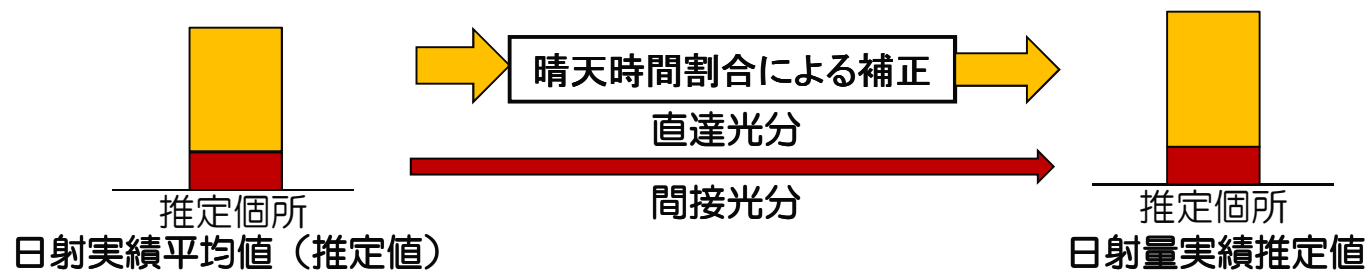 晴天時間割合による補正
直達光分
間接光分
推定個所
日射実績平均値（推定値）
推定個所
日射量実績推定値